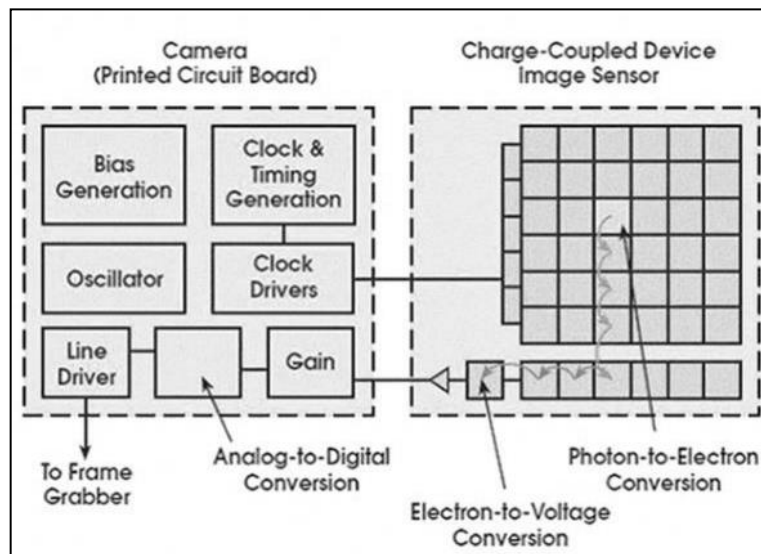 Camera
(Printed Circuit Board)
Charge-Coupled Device
Image Sensor
Bias
Generation
Clock &
Timing
Generation
Oscillator
Clock
Drivers
Line
Driver
Gain
To Frame
Grabber
Analog-to-Digital
Conversion
Electron-to-Voltage
Conversion
Photon-to-Electron
Conversion